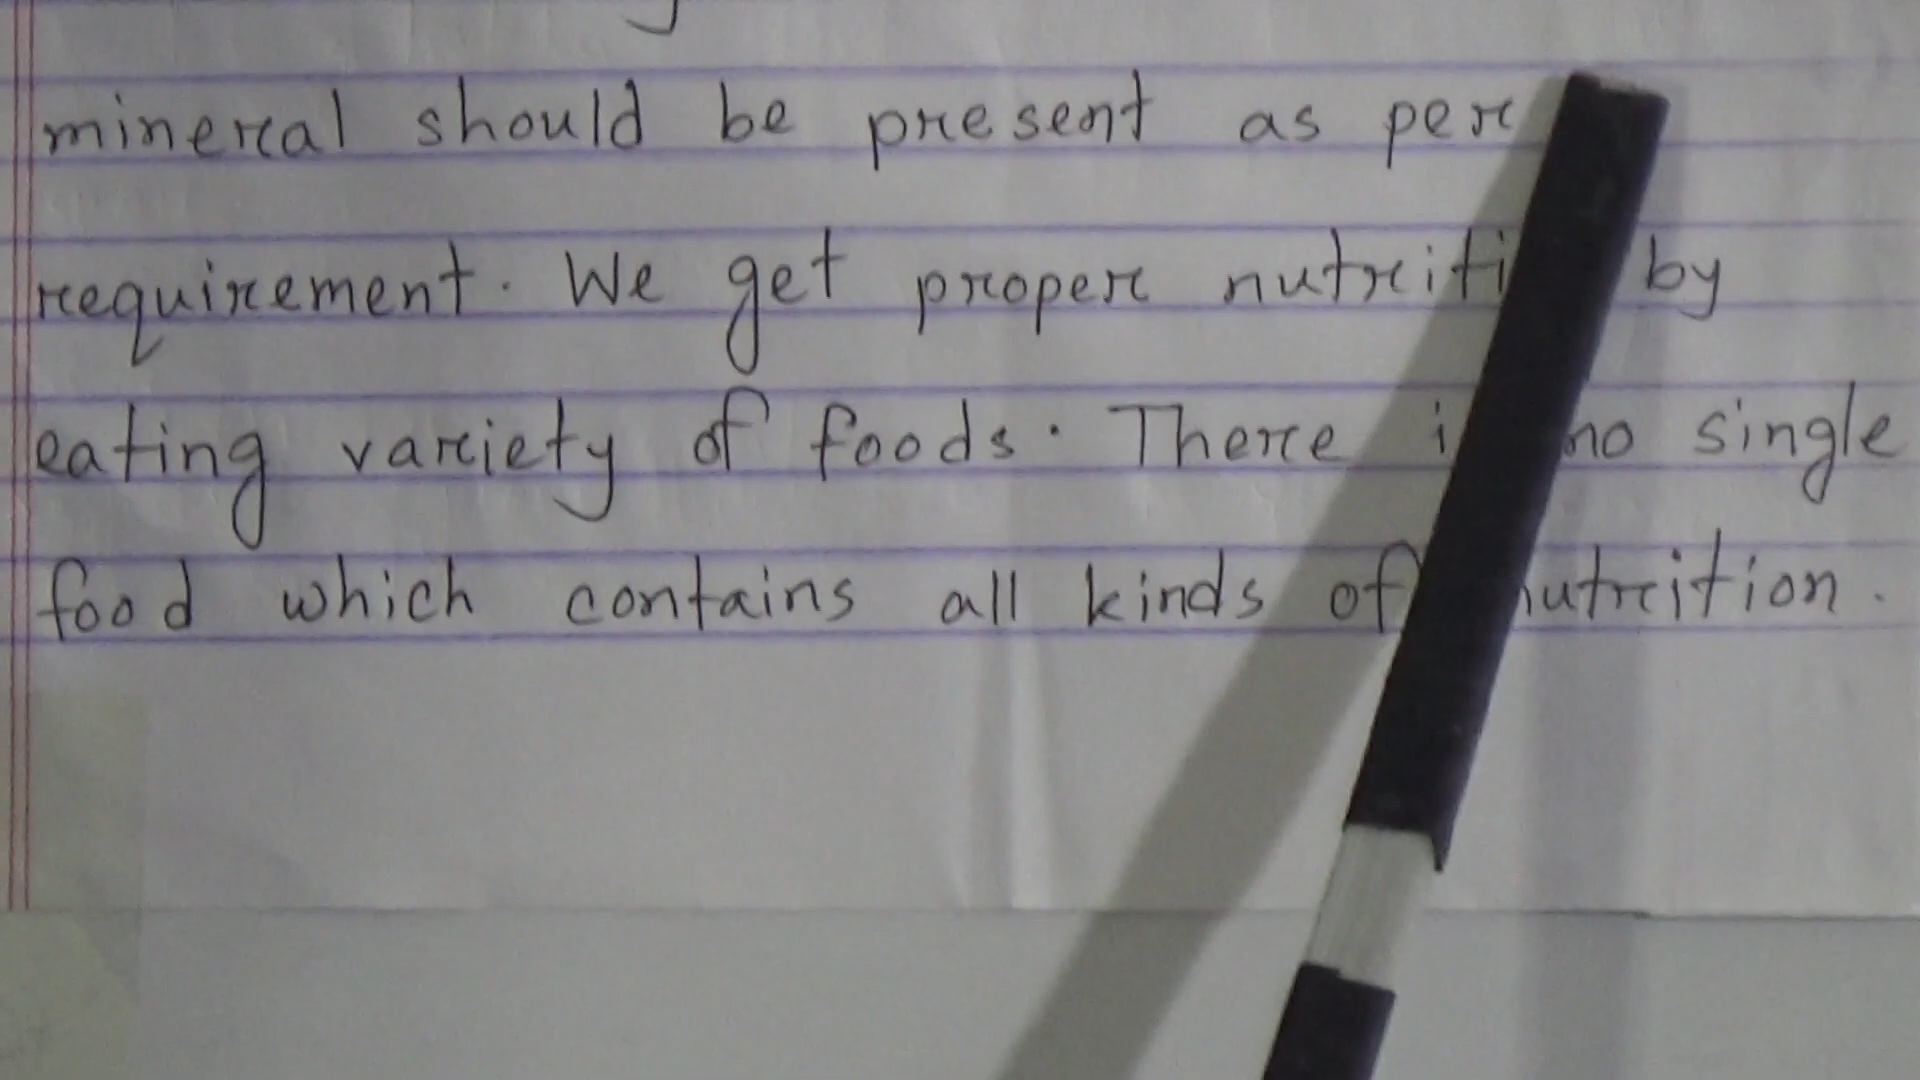 mineral should be present as per
requirement. We get proper by
eating variety of foods. There no single
food which contains all kinds of